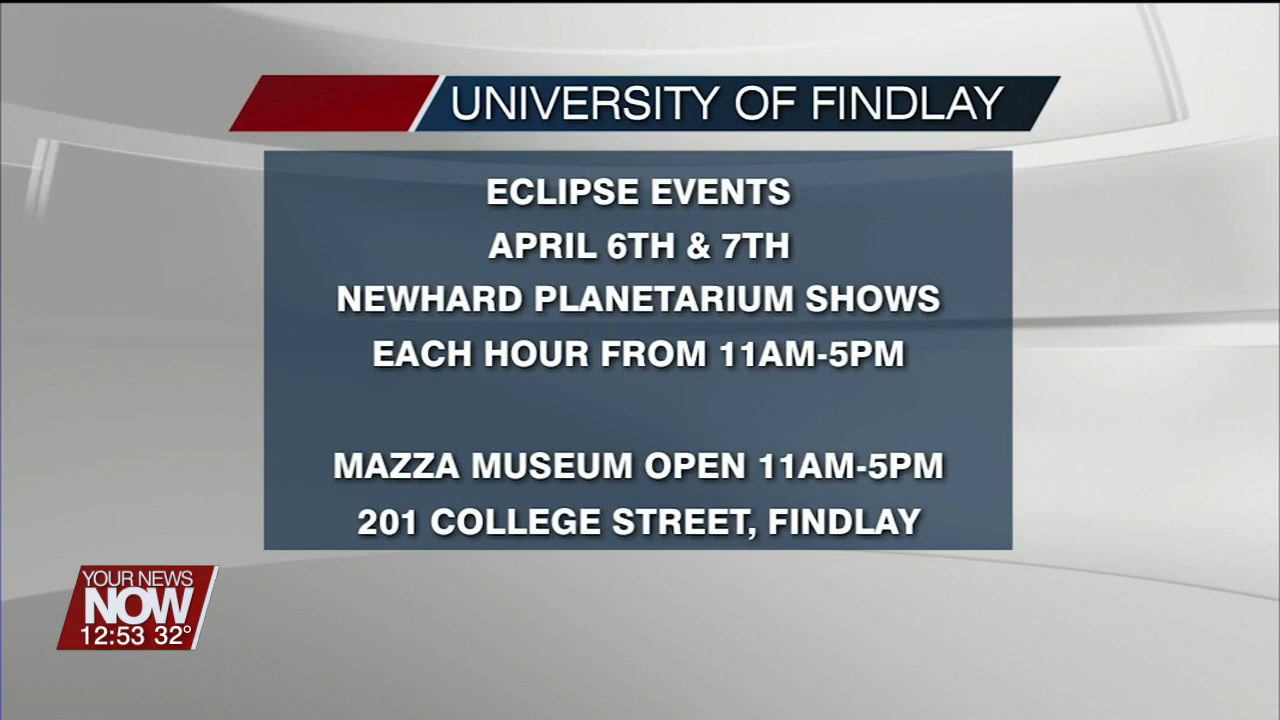 UNIVERSITY OF FINDLAY
ECLIPSE EVENTS
APRIL 6TH & 7TH
NEWHARD PLANETARIUM SHOWS
EACH HOUR FROM 11AM-5PM
MAZZA MUSEUM OPEN 11AM-5PM
201 COLLEGE STREET, FINDLAY
YOUR NEWS
NOW
12:53 32°